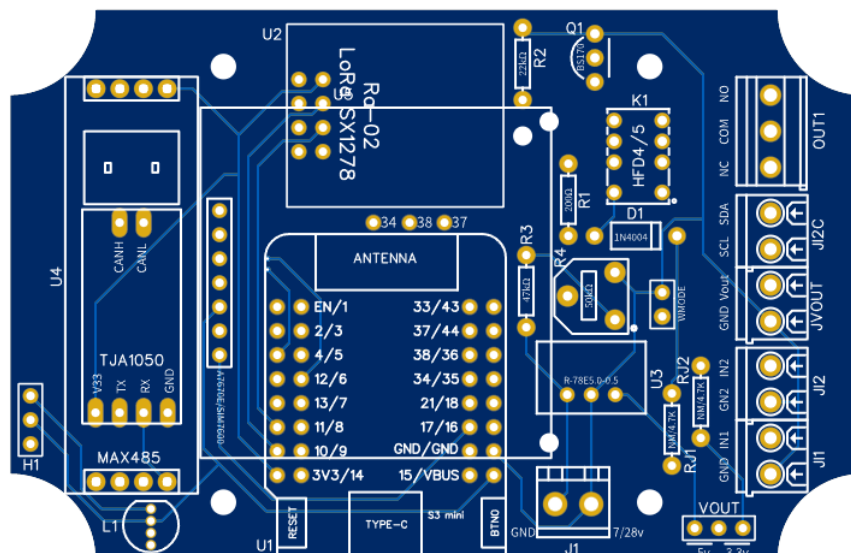 U2
LoRa SX1278
Ra-02
U5
R2
22kΩ
Q1
BS170
K1
HFD4/5
NO
COM
NC
OUT1
R1
200Ω
D1
1N4004
SDA
SCL
JI2C
34
38
37
ANTENNA
R3
47kΩ
R4
50kΩ
WMODE
Vout
GND
JVOUT
U4
CANH
CANL
TJA1050
V33
TX
RX
GND
A7670E/SIM7600
EN/1
33/43
2/3
37/44
4/5
38/36
12/6
34/35
13/7
21/18
11/8
17/16
10/9
GND/GND
3V3/14
15/VBUS
R-78E5.0-0.5
U3
RJ2
NM/4.7K
NM/4.7K
RJ1
IN2
GN2
JI2
IN1
GND
JI1
H1
MAX485
L1
RESET
U1
TYPE-C
S3 mini
BTNO
GND
7/28v
J1
VOUT
5v
3.3v